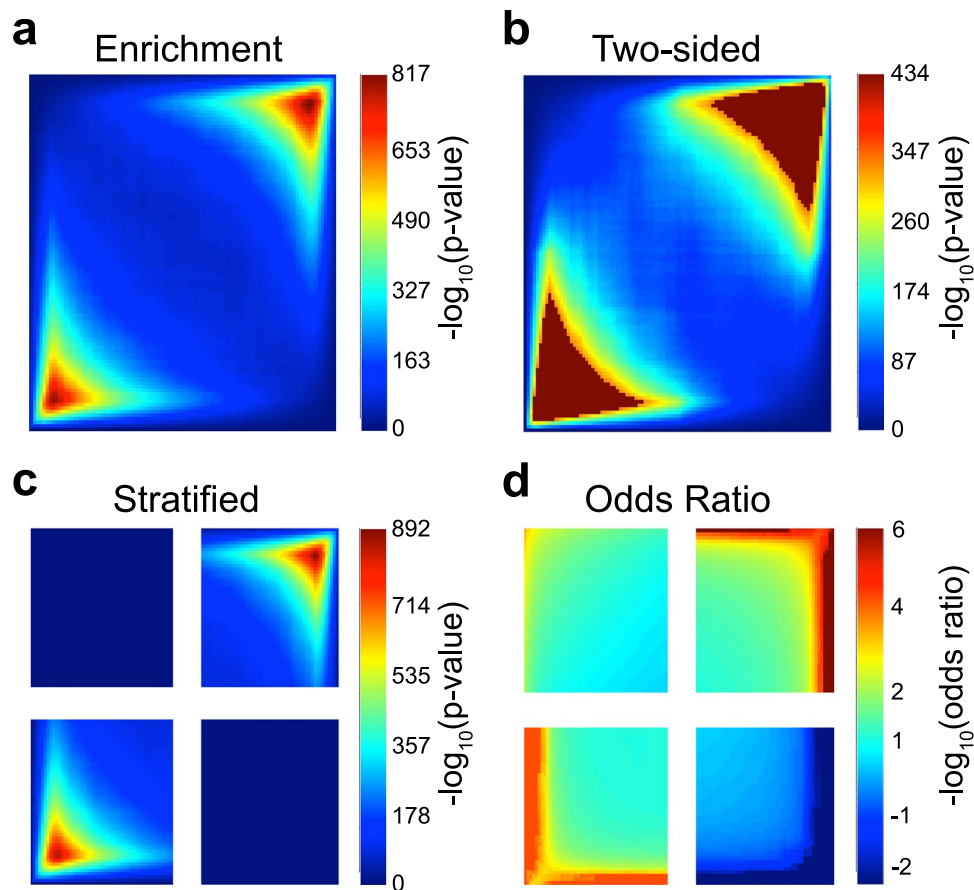 a
Enrichment
817
653
490
327
163
0
-log10(p-value)
b
Two-sided
434
347
260
174
87
0
-log10(p-value)
c
Stratified
892
714
535
357
178
0
-log10(p-value)
d
Odds Ratio
6
4
2
1
-1
-2
-log10(odds ratio)